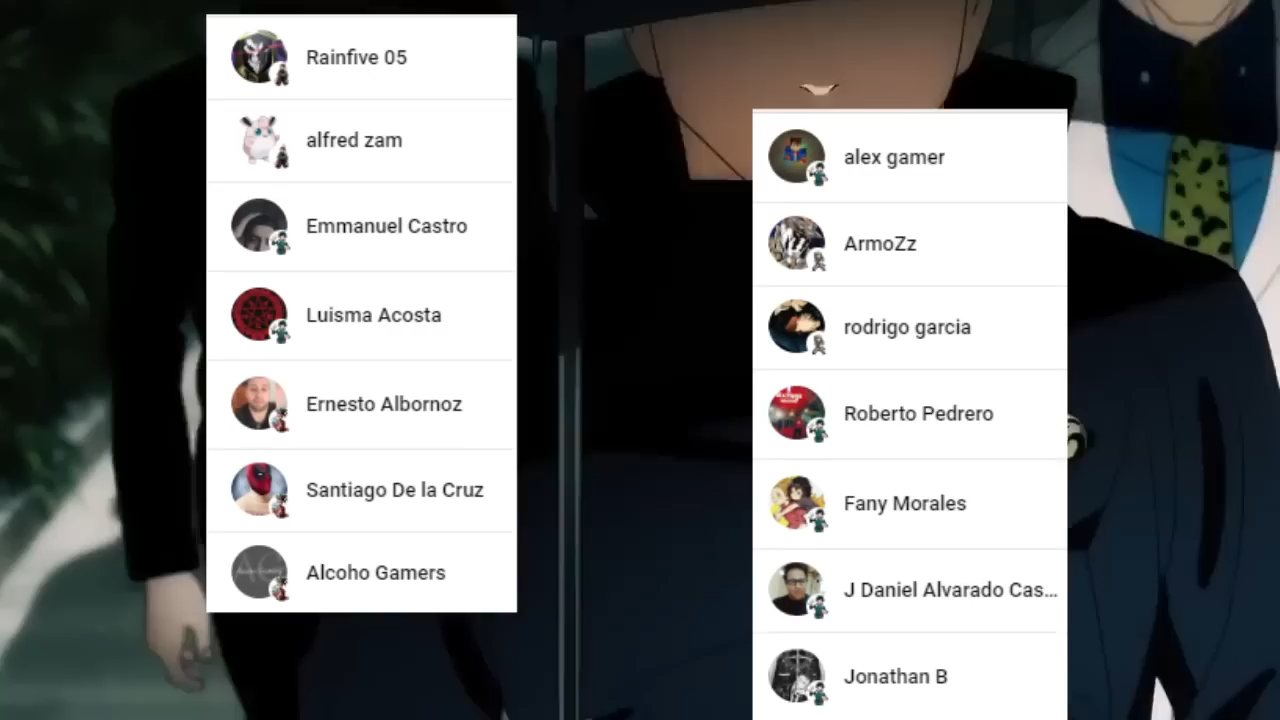 Rainfive 05
alfred zam
Emmanuel Castro
Luisma Acosta
Ernesto Albornoz
Santiago De la Cruz
Alcoho Gamers
alex gamer
ArmoZz
rodrigo garcia
Roberto Pedrero
Fany Morales
J Daniel Alvarado Cas...
Jonathan B